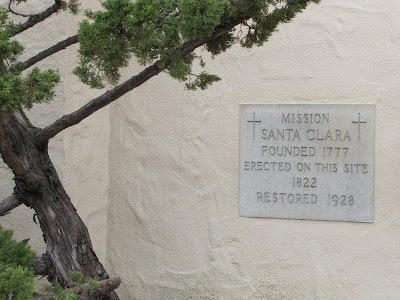 MISSION
SANTA CLARA
FOUNDED 1777
ERECTED ON THIS SITE
1822
RESTORED 1928